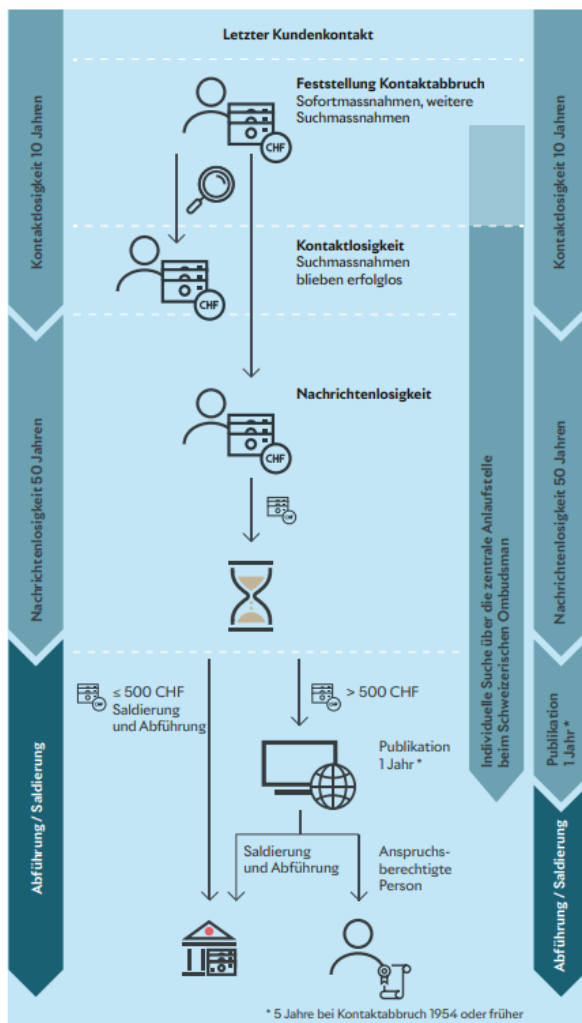 Letzter Kundenkontakt
Kontaktlosigkeit 10 Jahren
Feststellung Kontaktabbruch
Sofortmassnahmen, weitere
Suchmassnahmen
CHF
Kontaktlosigkeit 10 Jahren
Kontaktlosigkeit
Suchmassnahmen
blieben erfolglos
CHF
Nachrichtenlosigkeit 50 Jahren
Nachrichtenlosigkeit
CHF
CHF
Individuelle Suche über die zentrale Anlaufstelle
beim Schweizerischen Ombudsman
Nachrichtenlosigkeit 50 Jahren
Abführung / Saldierung
CHF
≤ 500 CHF
Saldierung
und Abführung
CHF
> 500 CHF
Publikation
1 Jahr *
Publikation
1 Jahr *
Saldierung
und Abführung
Anspruchs-
berechtigte
Person
Abführung / Saldierung
* 5 Jahre bei Kontaktabbruch 1954 oder früher